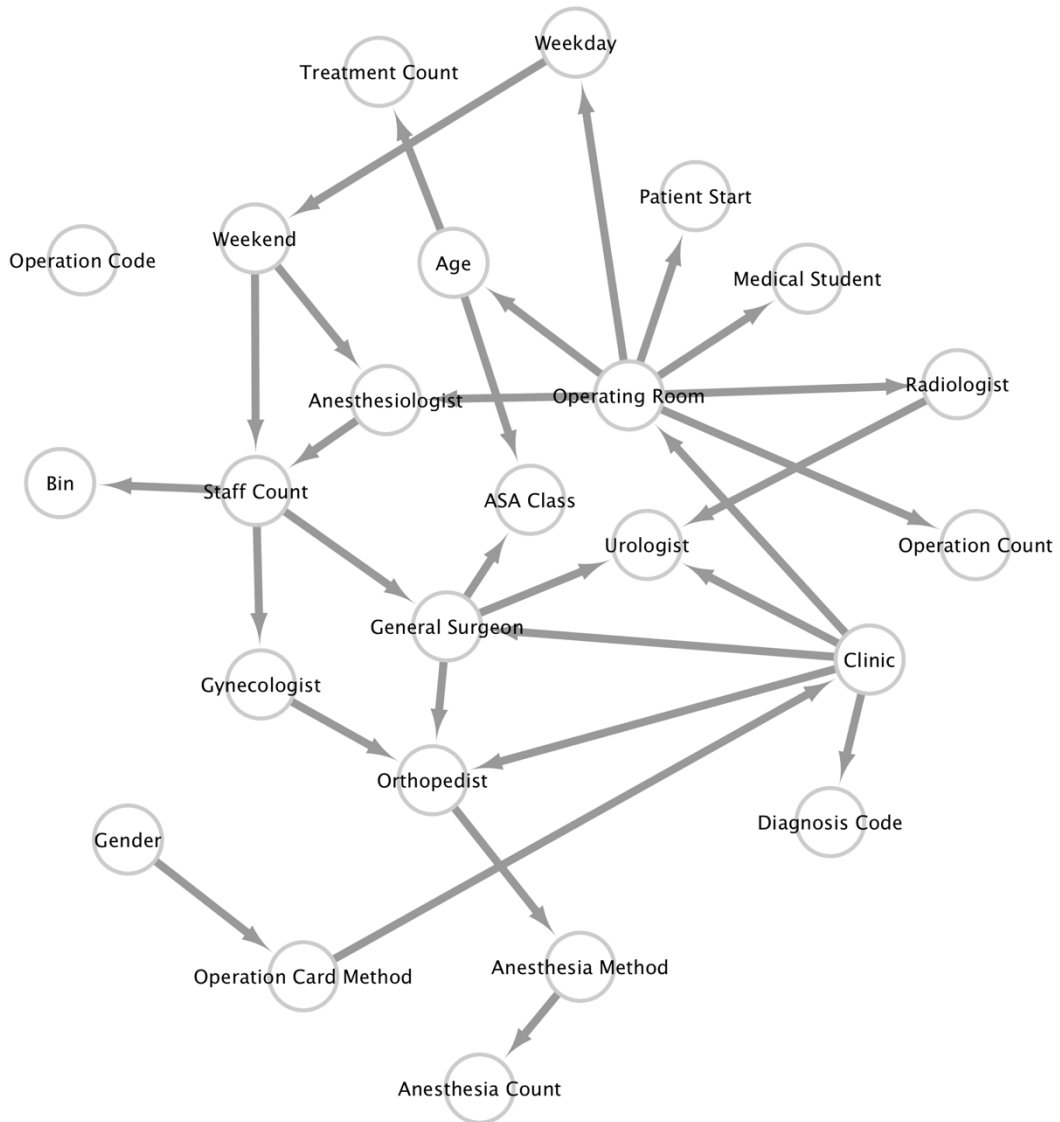 Weekday
Treatment Count
Patient Start
Weekend
Operation Code
Age
Medical Student
Radiologist
Anesthesiologist
Operating Room
Bin
Staff Count
ASA Class
Urologist
Operation Count
General Surgeon
Clinic
Gynecologist
Orthopedist
Diagnosis Code
Gender
Anesthesia Method
Operation Card Method
Anesthesia Count